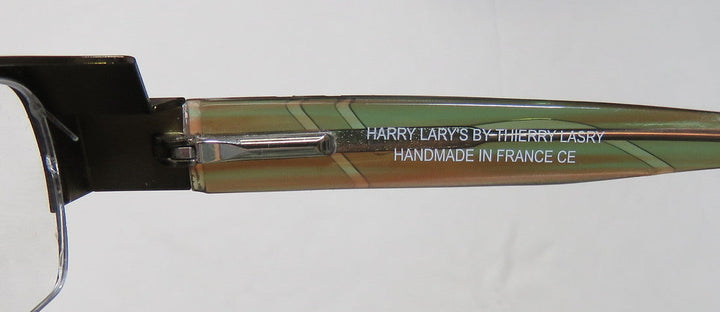 HARRY LARY'S BY THIERRY LASRY
HANDMADE IN FRANCE CE